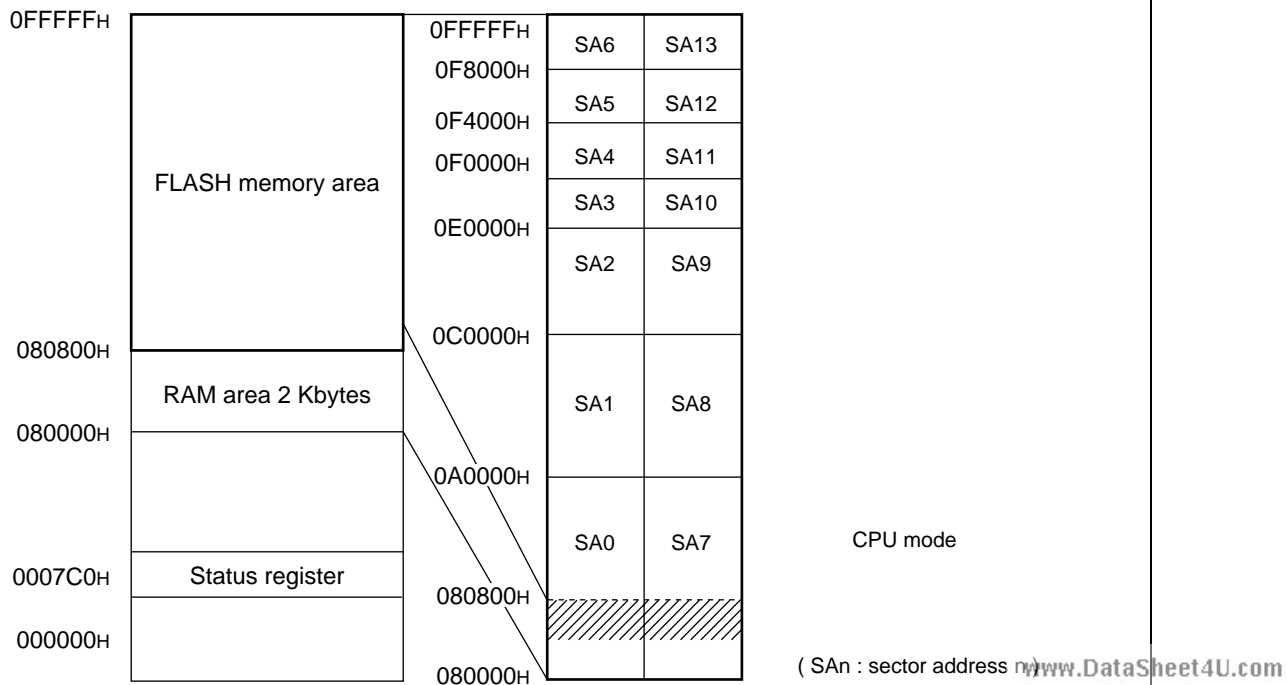 0FFFFFH
FLASH memory area
080800H
RAM area 2 Kbytes
080000H
Status register
0007C0H
000000H
0FFFFFH
SA6 SA13
0F8000H
SA5 SA12
0F4000H
0F0000H
SA4 SA11
SA3 SA10
0E0000H
SA2 SA9
0C0000H
SA1 SA8
0A0000H
SA0 SA7
080800H
080000H
CPU mode
( SAn : sector address n )
www.DataSheet4U.com